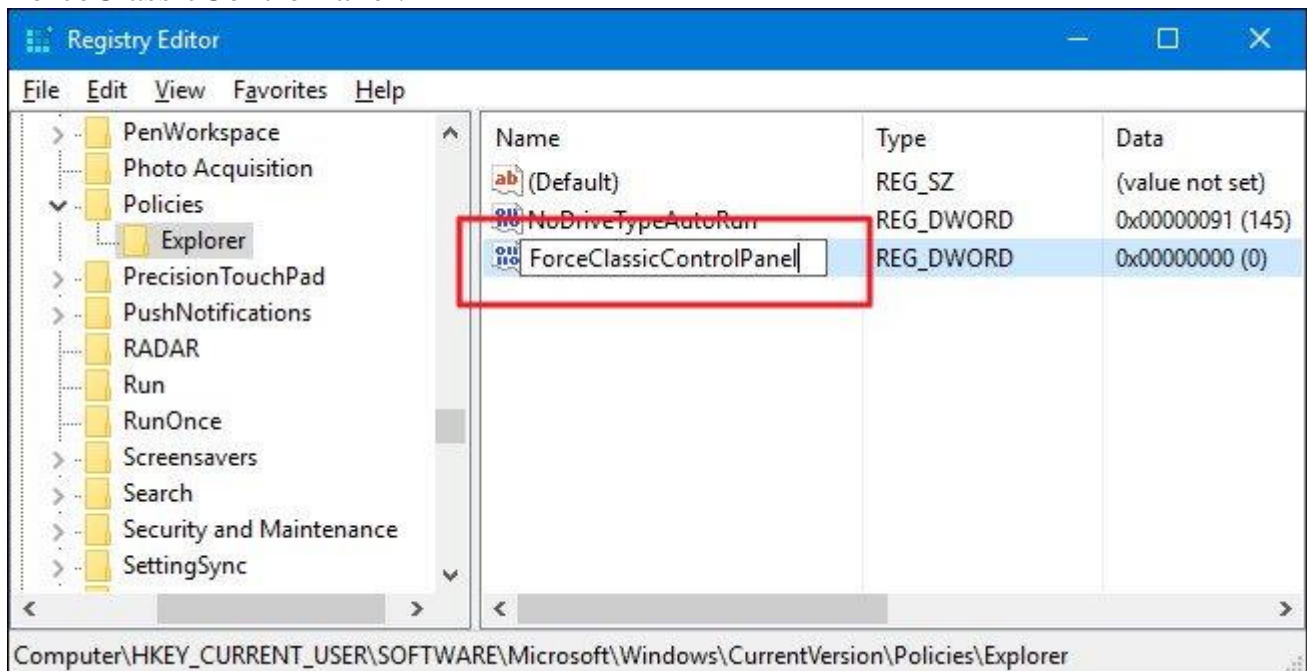 Registry Editor
File Edit View Favorites Help
PenWorkspace
Photo Acquisition
Policies
Explorer
PrecisionTouchPad
PushNotifications
RADAR
Run
RunOnce
Screensavers
Search
Security and Maintenance
SettingSync
Name Type Data
(Default) REG_SZ (value not set)
NoDriveTypeAutoRun REG_DWORD 0x00000091 (145)
ForceClassicControlPanel REG_DWORD 0x00000000 (0)
Computer\HKEY_CURRENT_USER\SOFTWARE\Microsoft\Windows\CurrentVersion\Policies\Explorer